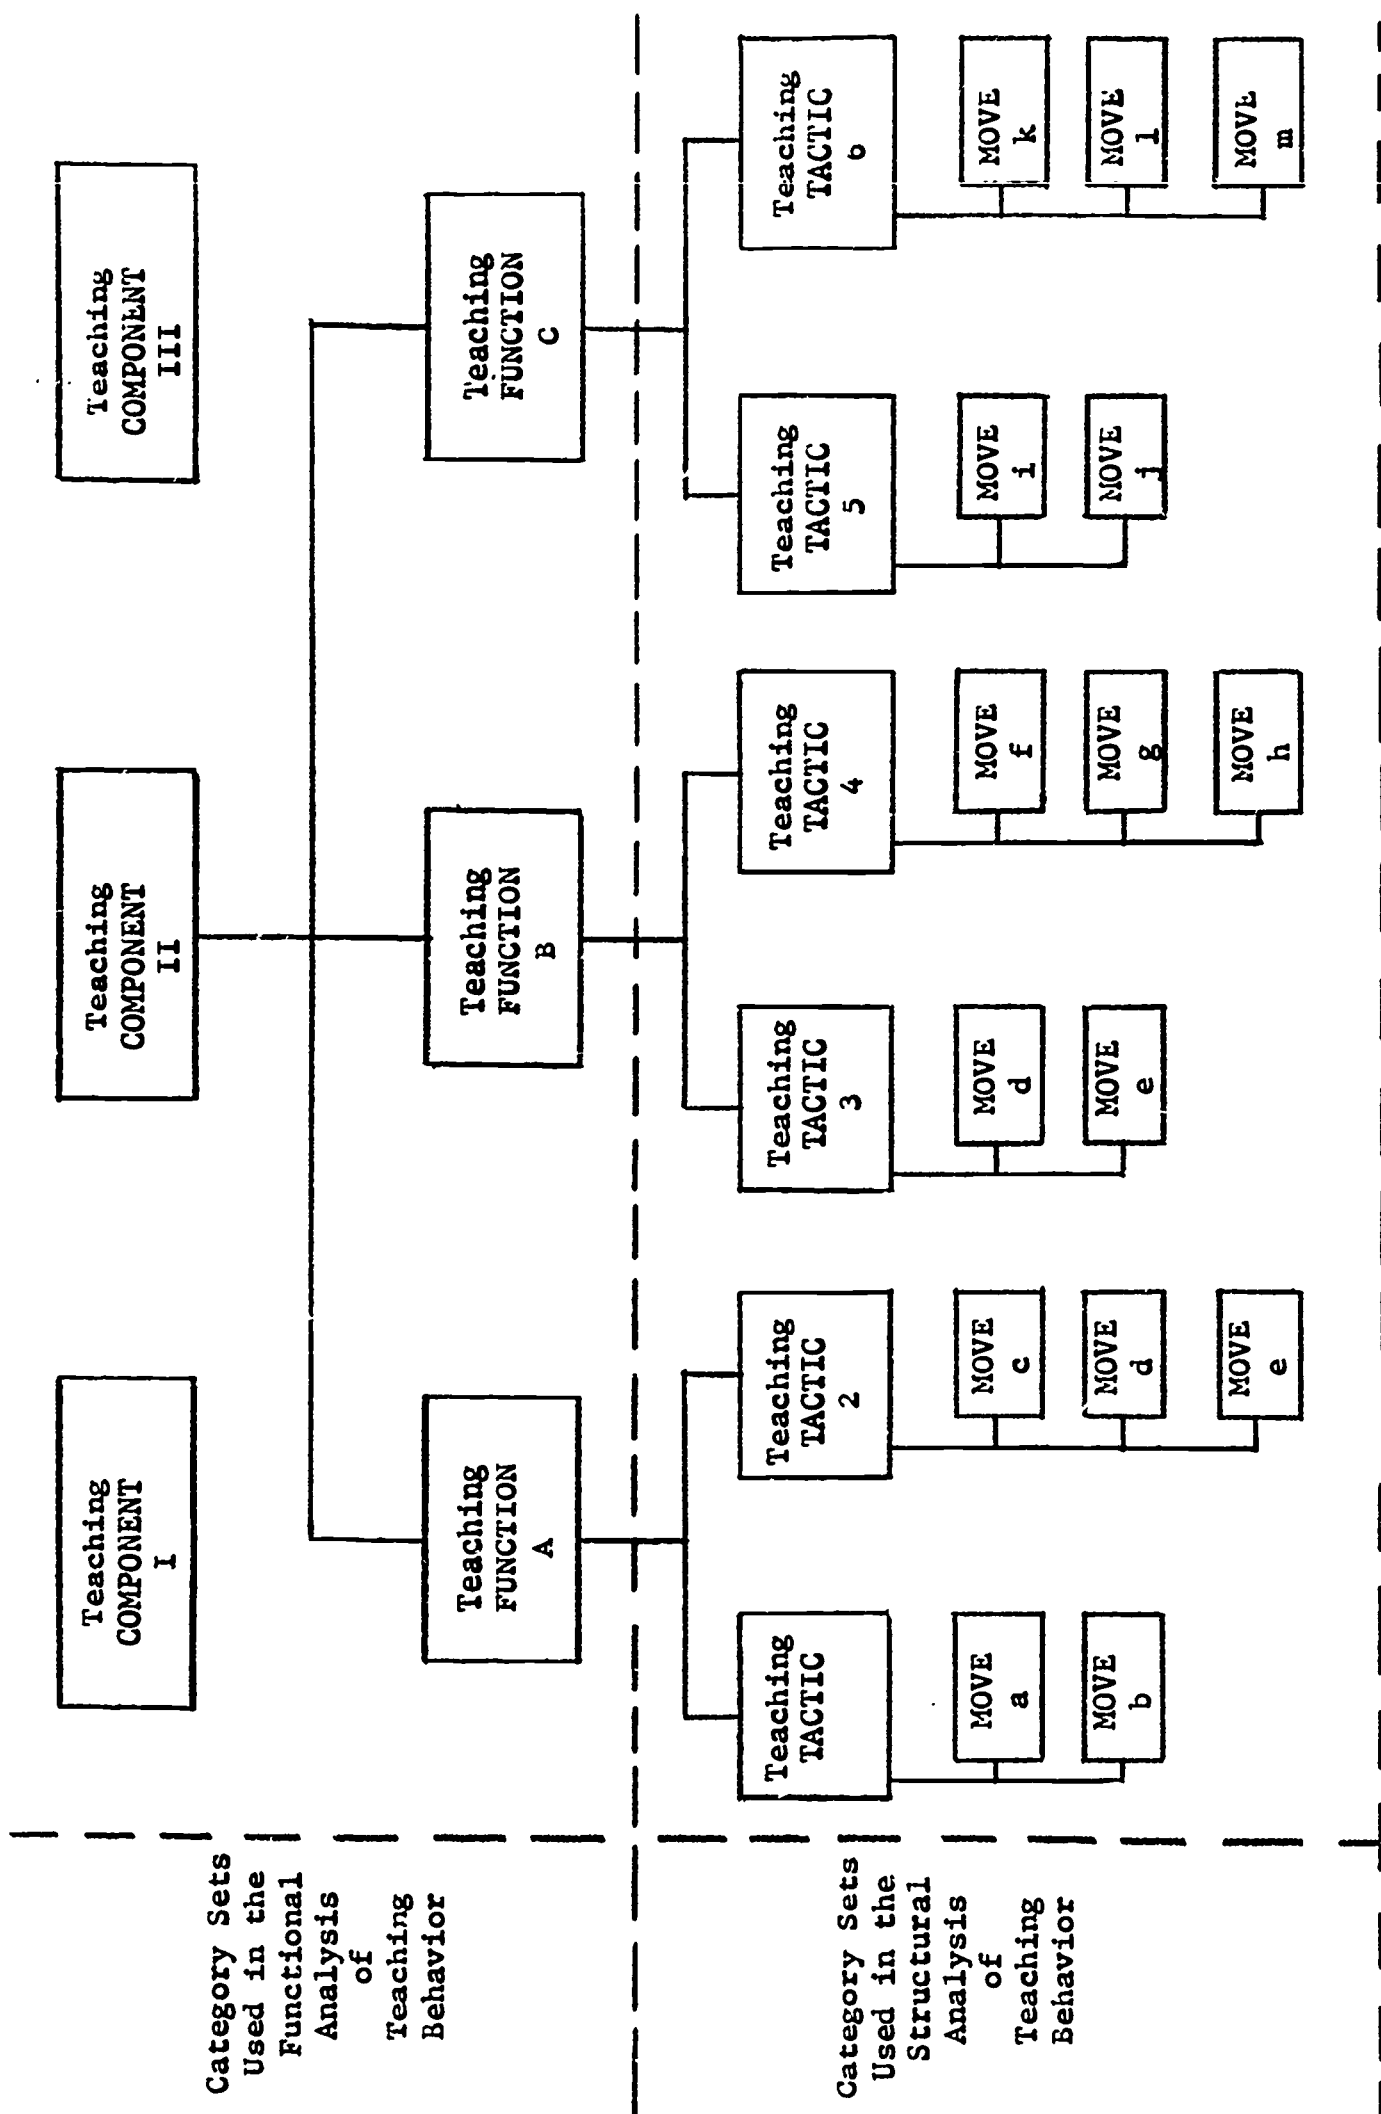 Category Sets
Used in the
Functional
Analysis
of
Teaching
Behavior
Teaching
COMPONENT
I
Teaching
COMPONENT
II
Teaching
COMPONENT
III
Teaching
FUNCTION
A
Teaching
FUNCTION
B
Teaching
FUNCTION
C
Category Sets
Used in the
Structural
Analysis
of
Teaching
Behavior
Teaching
TACTIC
Teaching
TACTIC
2
Teaching
TACTIC
3
Teaching
TACTIC
4
Teaching
TACTIC
5
Teaching
TACTIC
6
MOVE
a
MOVE
b
MOVE
c
MOVE
d
MOVE
e
MOVE
d
MOVE
e
MOVE
f
MOVE
g
MOVE
h
MOVE
i
MOVE
j
MOVE
k
MOVE
l
MOVE
m